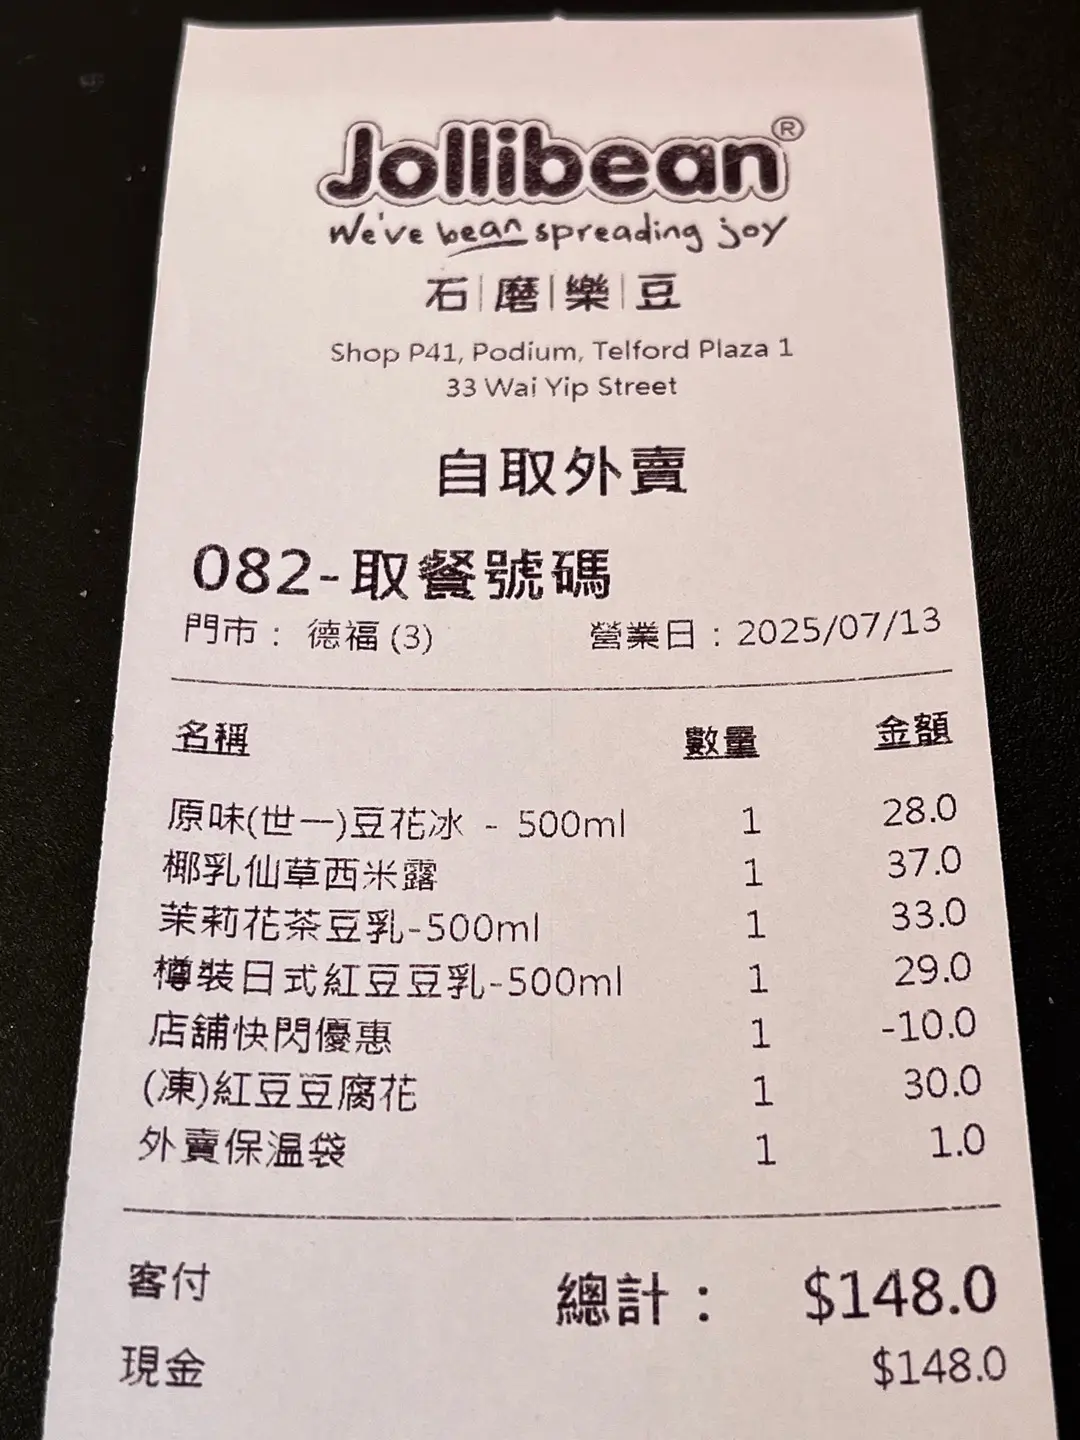 Jollibean®
We've bean spreading joy
石|磨|樂|豆
Shop P41, Podium, Telford Plaza 1
33 Wai Yip Street
自取外賣
082-取餐號碼
門市： 德福 (3) 營業日：2025/07/13
名稱 數量 金額
原味(世一)豆花冰 - 500ml 1 28.0
椰乳仙草西米露 1 37.0
茉莉花茶豆乳-500ml 1 33.0
樽裝日式紅豆豆乳-500ml 1 29.0
店舖快閃優惠 1 -10.0
(凍)紅豆豆腐花 1 30.0
外賣保温袋 1 1.0
客付 總計： $148.0
現金 $148.0